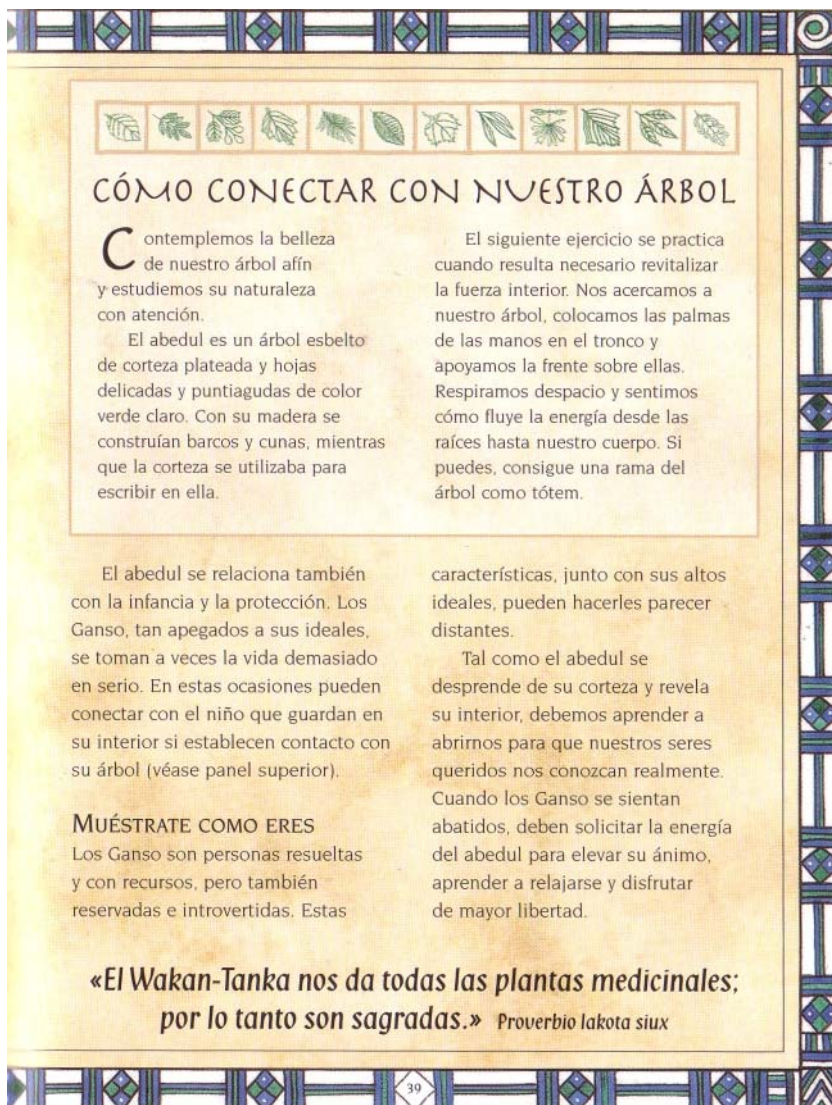 CÓMO CONECTAR CON NUESTRO ÁRBOL
Contemplemos la belleza
de nuestro árbol afín
y estudiemos su naturaleza
con atención.
El abedul es un árbol esbelto
de corteza plateada y hojas
delicadas y puntiagudas de color
verde claro. Con su madera se
construían barcos y cunas, mientras
que la corteza se utilizaba para
escribir en ella.
El siguiente ejercicio se practica
cuando resulta necesario revitalizar
la fuerza interior. Nos acercamos a
nuestro árbol, colocamos las palmas
de las manos en el tronco y
apoyamos la frente sobre ellas.
Respiramos despacio y sentimos
cómo fluye la energía desde las
raíces hasta nuestro cuerpo. Si
puedes, consigue una rama del
árbol como tótem.
El abedul se relaciona también
con la infancia y la protección. Los
Ganso, tan apegados a sus ideales,
se toman a veces la vida demasiado
en serio. En estas ocasiones pueden
conectar con el niño que guardan en
su interior si establecen contacto con
su árbol (véase panel superior).
MUÉSTRATE COMO ERES
Los Ganso son personas resueltas
y con recursos, pero también
reservadas e introvertidas. Estas
características, junto con sus altos
ideales, pueden hacerles parecer
distantes.
Tal como el abedul se
desprende de su corteza y revela
su interior, debemos aprender a
abrirnos para que nuestros seres
queridos nos conozcan realmente.
Cuando los Ganso se sientan
abatidos, deben solicitar la energía
del abedul para elevar su ánimo,
aprender a relajarse y disfrutar
de mayor libertad.
«El Wakan-Tanka nos da todas las plantas medicinales;
por lo tanto son sagradas.» Proverbio lakota siux
39